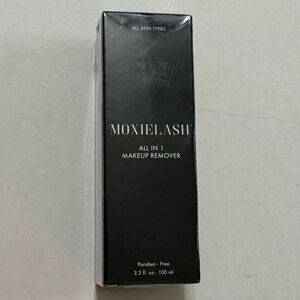 ALL SKIN TYPES
MOXIELASH
ALL IN 1
MAKEUP REMOVER
Paraben - Free
3.3 fl. oz - 100 ml